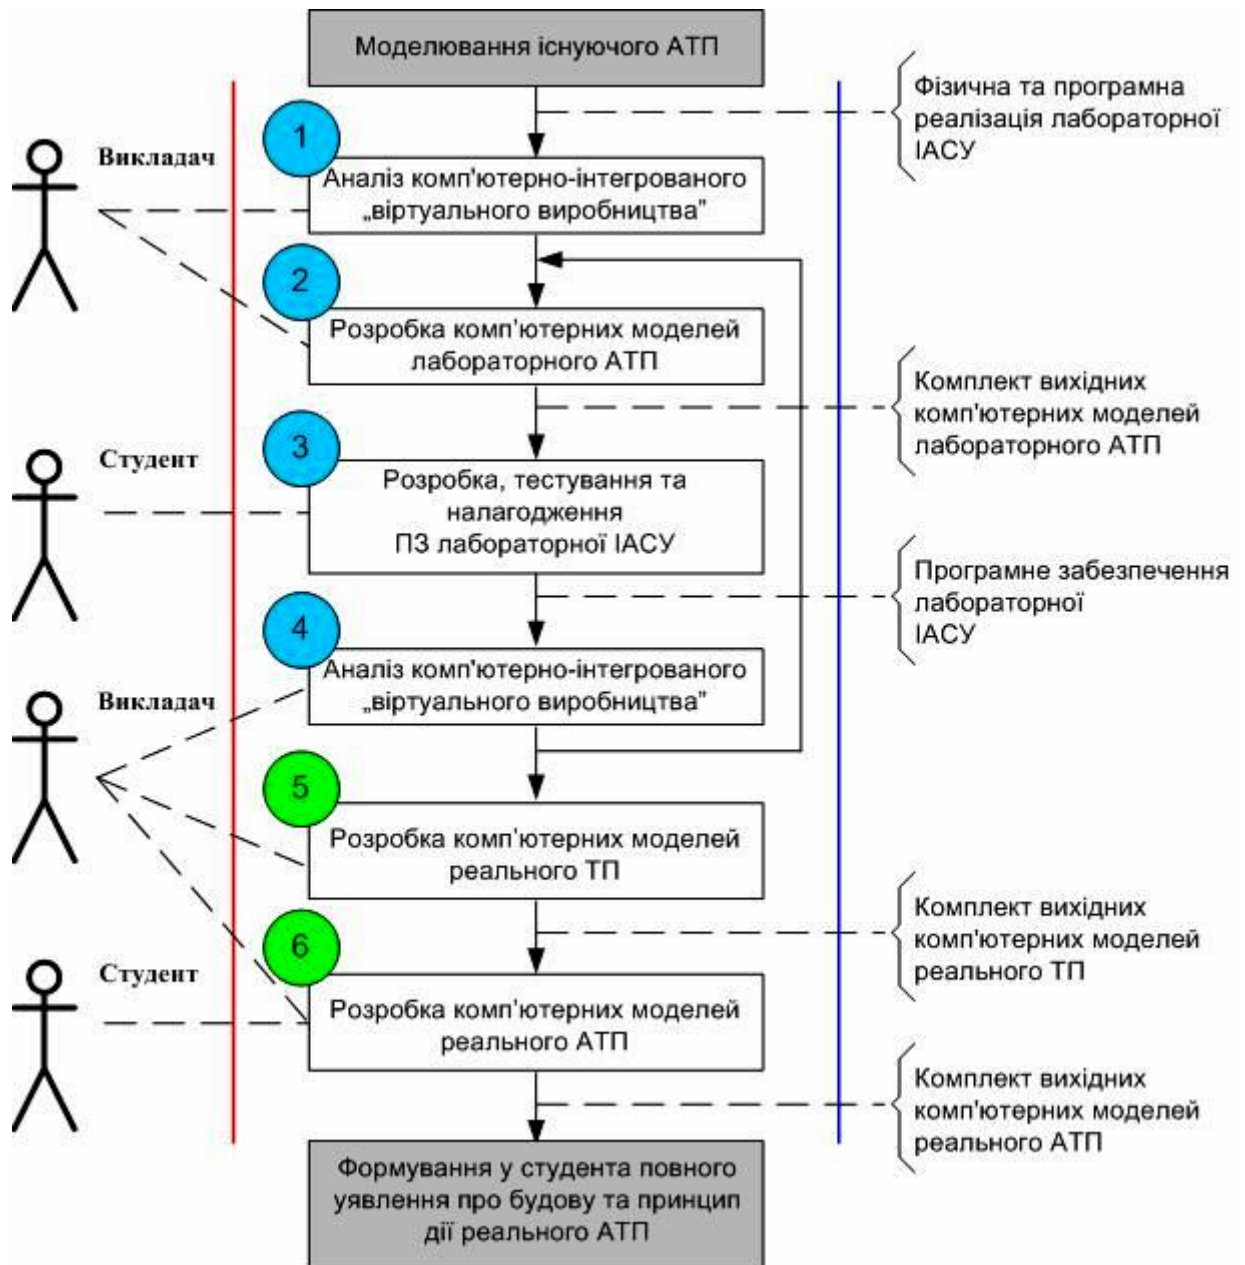 Моделювання існуючого АТП
Фізична та програмна
реалізація лабораторної
ІАСУ
1
Викладач
Аналіз комп'ютерно-інтегрованого
„віртуального виробництва”
2
Розробка комп'ютерних моделей
лабораторного АТП
Комплект вихідних
комп'ютерних моделей
лабораторного АТП
3
Студент
Розробка, тестування та
налагодження
ПЗ лабораторної ІАСУ
Програмне забезпечення
лабораторної
ІАСУ
4
Аналіз комп'ютерно-інтегрованого
„віртуального виробництва”
Викладач
5
Розробка комп'ютерних моделей
реального ТП
Комплект вихідних
комп'ютерних моделей
реального ТП
6
Студент
Розробка комп'ютерних моделей
реального АТП
Комплект вихідних
комп'ютерних моделей
реального АТП
Формування у студента повного
уявлення про будову та принцип
дії реального АТП